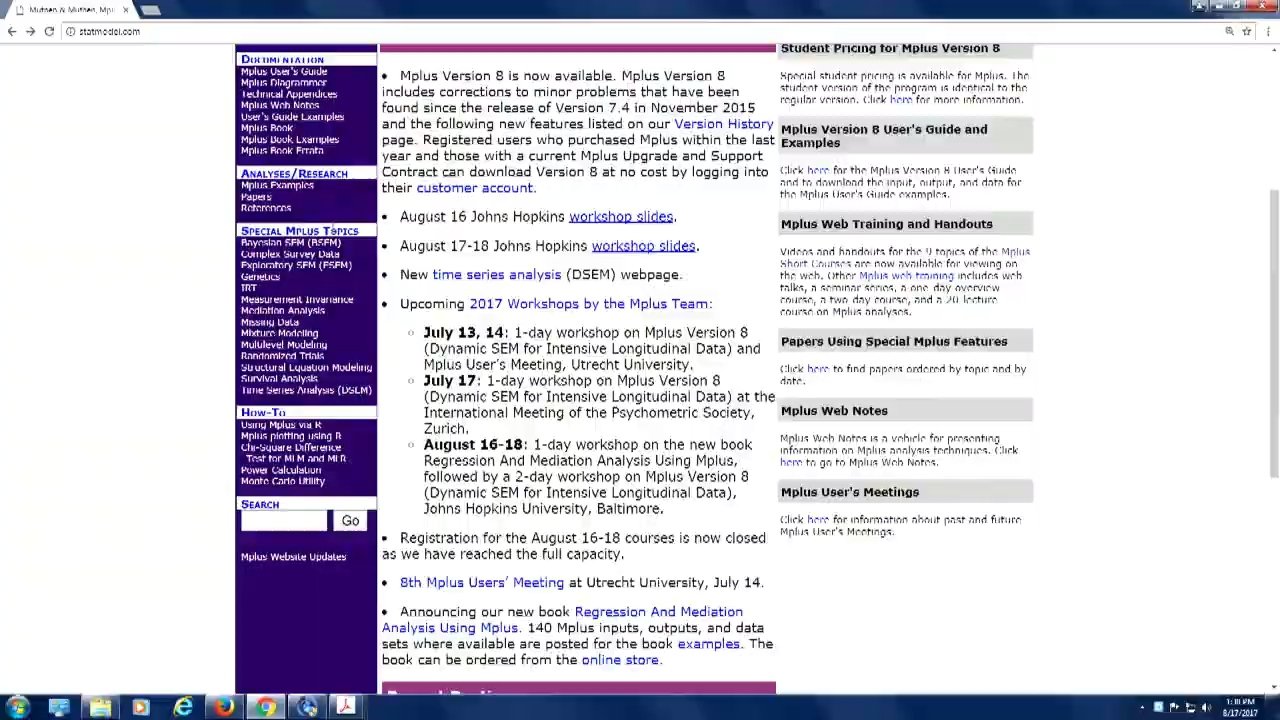 Muthén & Muthén, Mpl
statmodel.com
DOCUMENTATION
Mplus User's Guide
Mplus Diagrammer
Technical Appendices
Mplus Web Notes
User's Guide Examples
Mplus Book
Mplus Book Examples
Mplus Book Errata
ANALYSES/RESEARCH
Mplus Examples
Papers
References
SPECIAL MPLUS TOPICS
Bayesian SEM (BSEM)
Complex Survey Data
Exploratory SEM (ESEM)
Genetics
IRT
Measurement Invariance
Mediation Analysis
Missing Data
Mixture Modeling
Multilevel Modeling
Randomized Trials
Structural Equation Modeling
Survival Analysis
Time Series Analysis (DSEM)
HOW-TO
Using Mplus via R
Mplus plotting using R
Chi-Square Difference
Test for MLM and MLR
Power Calculation
Monte Carlo Utility
SEARCH
Go
Mplus Website Updates
• Mplus Version 8 is now available. Mplus Version 8
includes corrections to minor problems that have been
found since the release of Version 7.4 in November 2015
and the following new features listed on our Version History
page. Registered users who purchased Mplus within the last
year and those with a current Mplus Upgrade and Support
Contract can download Version 8 at no cost by logging into
their customer account.
• August 16 Johns Hopkins workshop slides.
• August 17-18 Johns Hopkins workshop slides.
• New time series analysis (DSEM) webpage.
• Upcoming 2017 Workshops by the Mplus Team:
○ July 13, 14: 1-day workshop on Mplus Version 8
(Dynamic SEM for Intensive Longitudinal Data) and
Mplus User's Meeting, Utrecht University.
○ July 17: 1-day workshop on Mplus Version 8
(Dynamic SEM for Intensive Longitudinal Data) at the
International Meeting of the Psychometric Society,
Zurich.
○ August 16-18: 1-day workshop on the new book
Regression And Mediation Analysis Using Mplus,
followed by a 2-day workshop on Mplus Version 8
(Dynamic SEM for Intensive Longitudinal Data),
Johns Hopkins University, Baltimore.
• Registration for the August 16-18 courses is now closed
as we have reached the full capacity.
• 8th Mplus Users' Meeting at Utrecht University, July 14.
• Announcing our new book Regression And Mediation
Analysis Using Mplus. 140 Mplus inputs, outputs, and data
sets where available are posted for the book examples. The
book can be ordered from the online store.
Student Pricing for Mplus Version 8
Special student pricing is available for Mplus. The
student version of the program is identical to the
regular version. Click here for more information.
Mplus Version 8 User's Guide and
Examples
Click here for the Mplus Version 8 User's Guide
and to download the input, output, and data for
the Mplus User's Guide examples.
Mplus Web Training and Handouts
Videos and handouts for the 9 topics of the Mplus
Short Courses are now available for viewing on
the web. Other Mplus web training includes web
talks, a seminar series, a one day overview
course, a two day course, and a 20 lecture
course on Mplus analyses.
Papers Using Special Mplus Features
Click here to find papers ordered by topic and by
date.
Mplus Web Notes
Mplus Web Notes is a vehicle for presenting
information on Mplus analysis techniques. Click
here to go to Mplus Web Notes.
Mplus User's Meetings
Click here for information about past and future
Mplus User's Meetings.
8/17/2017